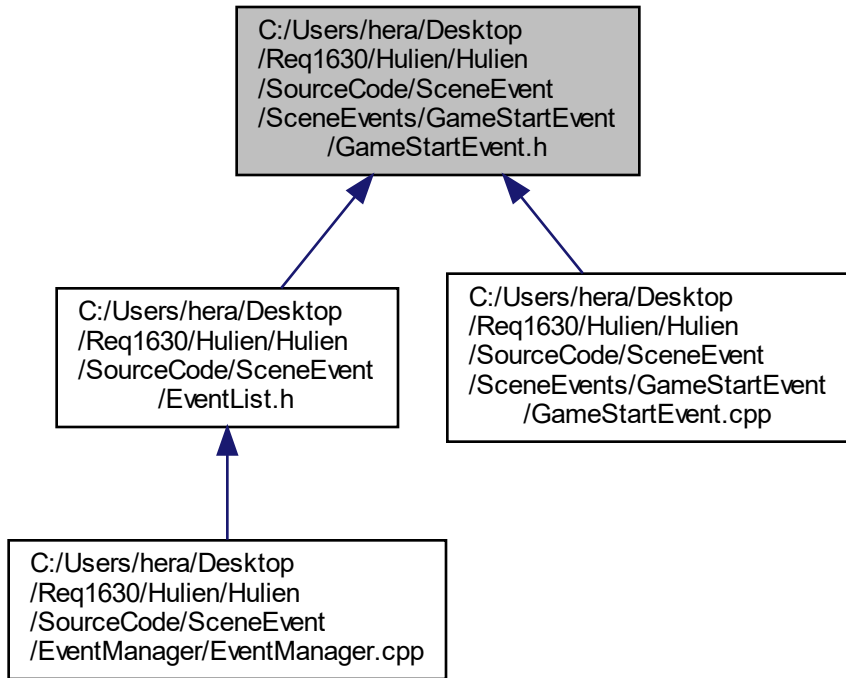 C:/Users/hera/Desktop
/Req1630/Hulien/Hulien
/SourceCode/SceneEvent
/SceneEvents/GameStartEvent
/GameStartEvent.h
C:/Users/hera/Desktop
/Req1630/Hulien/Hulien
/SourceCode/SceneEvent
/EventList.h
C:/Users/hera/Desktop
/Req1630/Hulien/Hulien
/SourceCode/SceneEvent
/SceneEvents/GameStartEvent
/GameStartEvent.cpp
C:/Users/hera/Desktop
/Req1630/Hulien/Hulien
/SourceCode/SceneEvent
/EventManager/EventManager.cpp